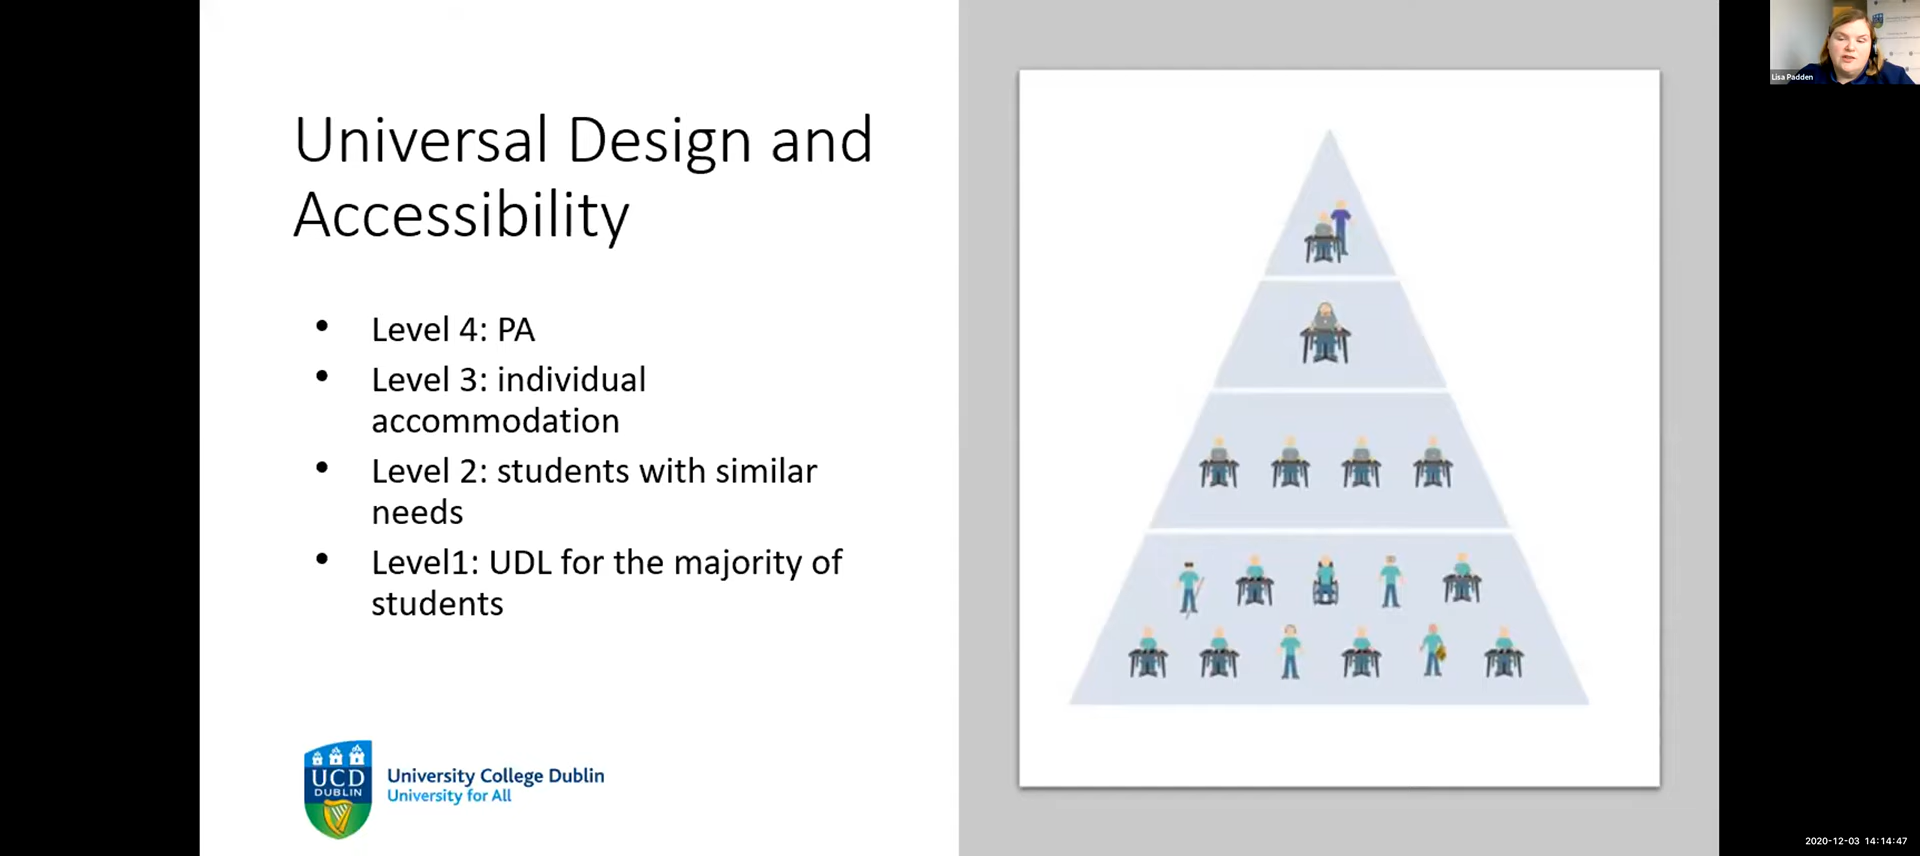 Universal Design and
Accessibility
• Level 4: PA
• Level 3: individual
accommodation
• Level 2: students with similar
needs
• Level1: UDL for the majority of
students
UCD
DUBLIN
University College Dublin
University for All
Lisa Padden
2020-12-03 14:14:47